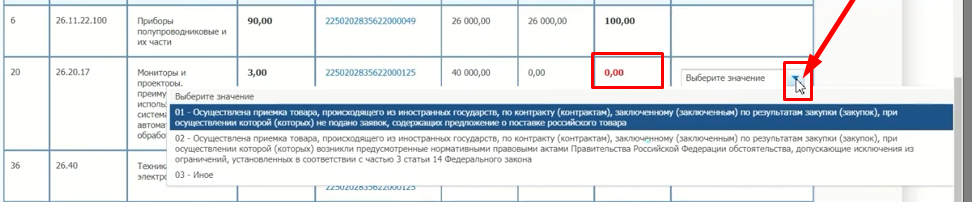 6 26.11.22.100 Приборы 90,00 2250202835622000049 26 000,00 26 000,00 100,00
полупроводниковые и
их части
20 26.20.17 Мониторы и 3,00 2250202835622000125 40 000,00 0,00 0,00 Выберите значение
проекторы,
преиму
использ
система
автомат
обрабо
Выберите значение
01 - Осуществлена приемка товара, происходящего из иностранных государств, по контракту (контрактам), заключенному (заключенным) по результатам закупки (закупок), при
осуществлении которой (которых) не подано заявок, содержащих предложение о поставке российского товара
02 - Осуществлена приемка товара, происходящего из иностранных государств, по контракту (контрактам), заключенному (заключенным) по результатам закупки (закупок), при
осуществлении которой (которых) возникли предусмотренные нормативными правовыми актами Правительства Российской Федерации обстоятельства, допускающие исключения из
ограничений, установленных в соответствии с частью 3 статьи 14 Федерального закона
03 - Иное
36 26.40 Техника
электро
2250202835622000125